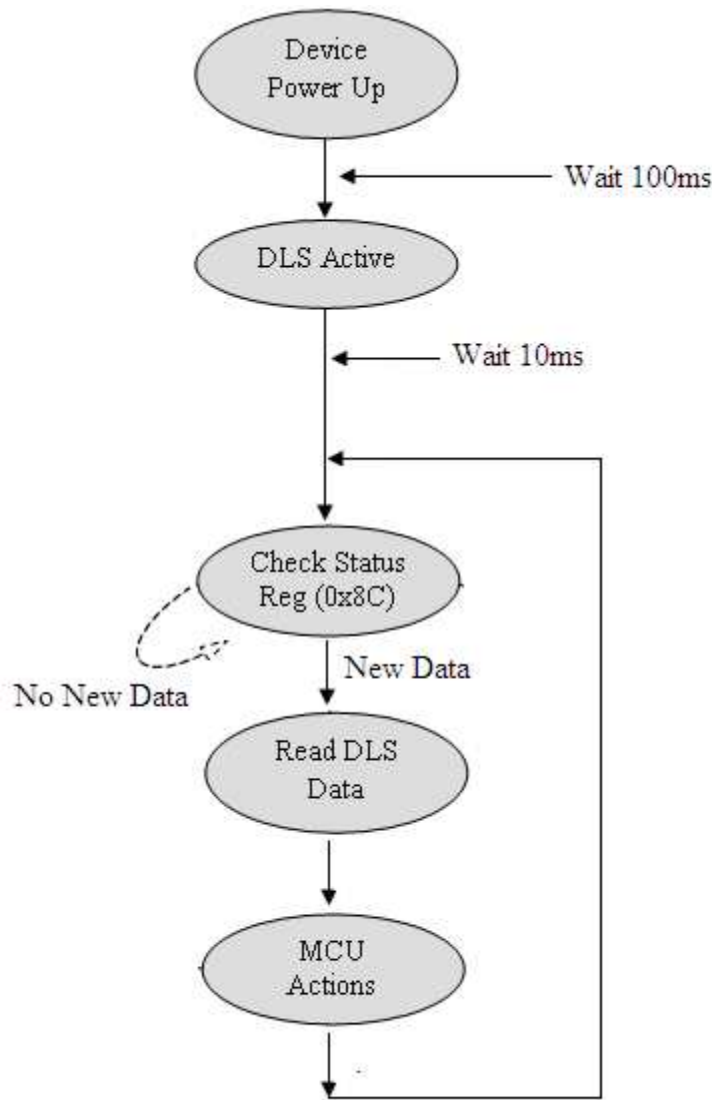 Device
Power Up
Wait 100ms
DLS Active
Wait 10ms
Check Status
Reg (0x8C)
New Data
No New Data
Read DLS
Data
MCU
Actions